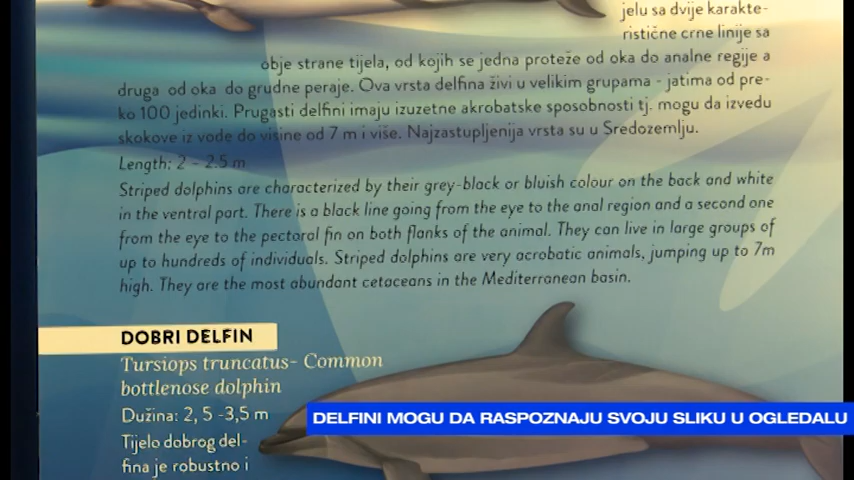 jelu sa dvije karakte-
ristične crne linije sa
obje strane tijela, od kojih se jedna proteže od oka do analne regije a
druga od oka do grudne peraje. Ova vrsta delfina živi u velikim grupama - jatima od pre-
ko 100 jedinki. Prugasti delfini imaju izuzetne akrobatske sposobnosti tj. mogu da izvedu
skokove iz vode do visine od 7 m i više. Najzastupljenija vrsta su u Sredozemlju.
Length: 2 - 2.5 m
Striped dolphins are characterized by their grey-black or bluish colour on the back and white
in the ventral part. There is a black line going from the eye to the anal region and a second one
from the eye to the pectoral fin on both flanks of the animal. They can live in large groups of
up to hundreds of individuals. Striped dolphins are very acrobatic animals, jumping up to 7m
high. They are the most abundant cetaceans in the Mediterranean basin.
DOBRI DELFIN
Tursiops truncatus- Common
bottlenose dolphin
Dužina: 2, 5 -3,5 m
DELFINI MOGU DA RASPOZNAJU SVOJU SLIKU U OGLEDALU
Tijelo dobrog del-
fina je robustno i